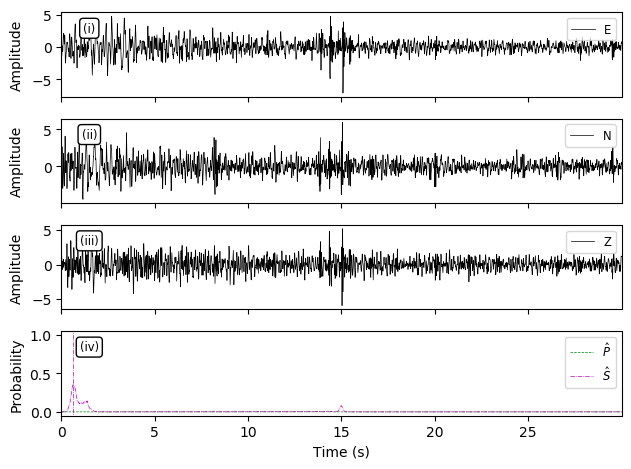 5
0
−5
Amplitude
(i)
E
5
0
Amplitude
(ii)
N
5
0
−5
Amplitude
(iii)
Z
1.0
0.5
0.0
Probability
(iv)
P̂
Ŝ
0 5 10 15 20 25
Time (s)